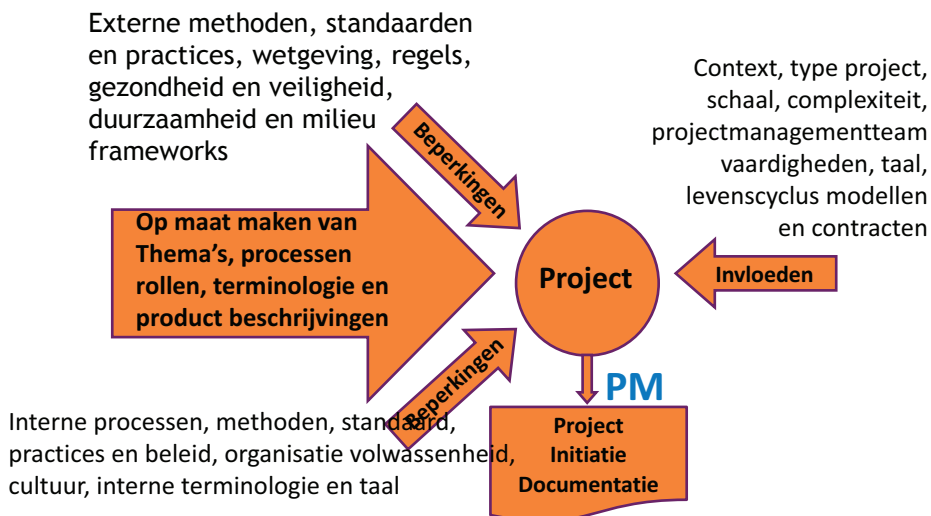 Externe methoden, standaarden
en practices, wetgeving, regels,
gezondheid en veiligheid,
duurzaamheid en milieu
frameworks
Beperkingen
Context, type project,
schaal, complexiteit,
projectmanagementteam
vaardigheden, taal,
levenscyclus modellen
en contracten
Op maat maken van
Thema's, processen
rollen, terminologie en
product beschrijvingen
Project
Invloeden
Beperkingen
PM
Interne processen, methoden, standaard,
practices en beleid, organisatie volwassenheid,
cultuur, interne terminologie en taal
Project
Initiatie
Documentatie